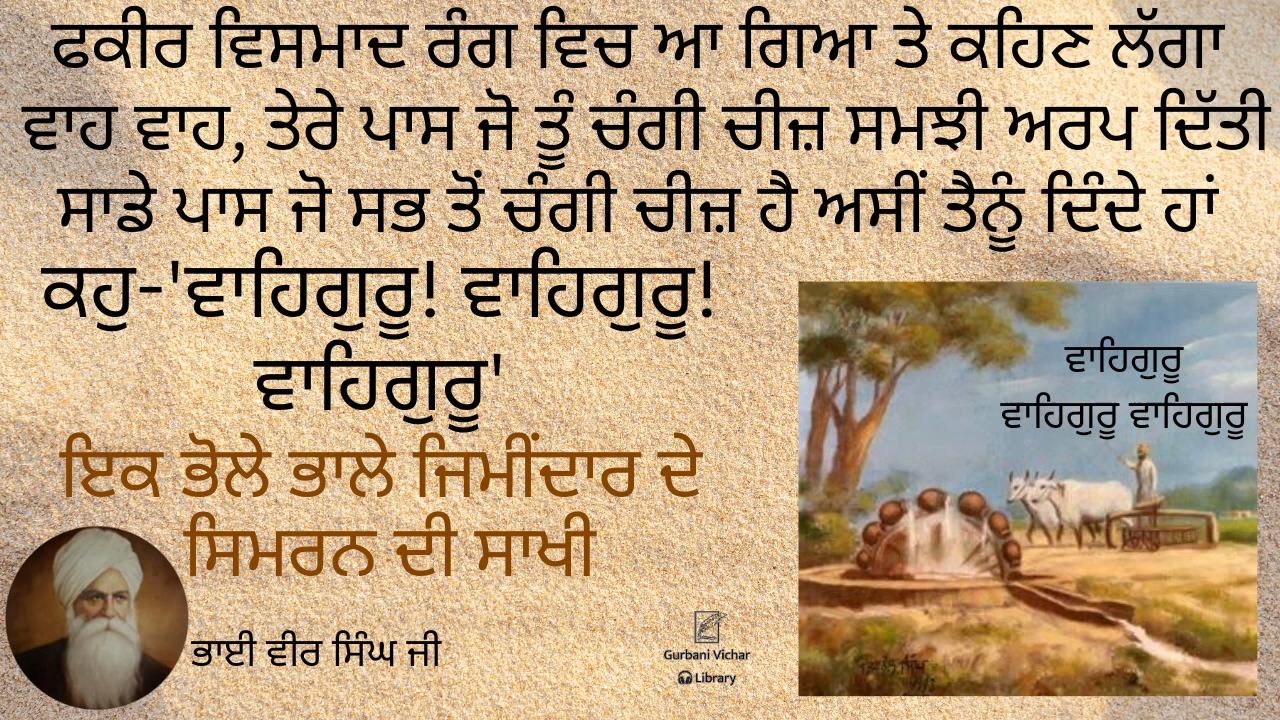 ਫਕੀਰ ਵਿਸਮਾਦ ਰੰਗ ਵਿਚ ਆ ਗਿਆ ਤੇ ਕਹਿਣ ਲੱਗਾ
ਵਾਹ ਵਾਹ, ਤੇਰੇ ਪਾਸ ਜੋ ਤੂੰ ਚੰਗੀ ਚੀਜ਼ ਸਮਝੀ ਅਰਪ ਦਿੱਤੀ
ਸਾਡੇ ਪਾਸ ਜੋ ਸਭ ਤੋਂ ਚੰਗੀ ਚੀਜ਼ ਹੈ ਅਸੀਂ ਤੈਨੂੰ ਦਿੰਦੇ ਹਾਂ
ਕਹੁ-'ਵਾਹਿਗੁਰੂ! ਵਾਹਿਗੁਰੂ!
ਵਾਹਿਗੁਰੂ'
ਇਕ ਭੋਲੇ ਭਾਲੇ ਜਿਮੀਂਦਾਰ ਦੇ
ਸਿਮਰਨ ਦੀ ਸਾਖੀ
ਭਾਈ ਵੀਰ ਸਿੰਘ ਜੀ
Gurbani Vichar
Library
ਵਾਹਿਗੁਰੂ
ਵਾਹਿਗੁਰੂ ਵਾਹਿਗੁਰੂ